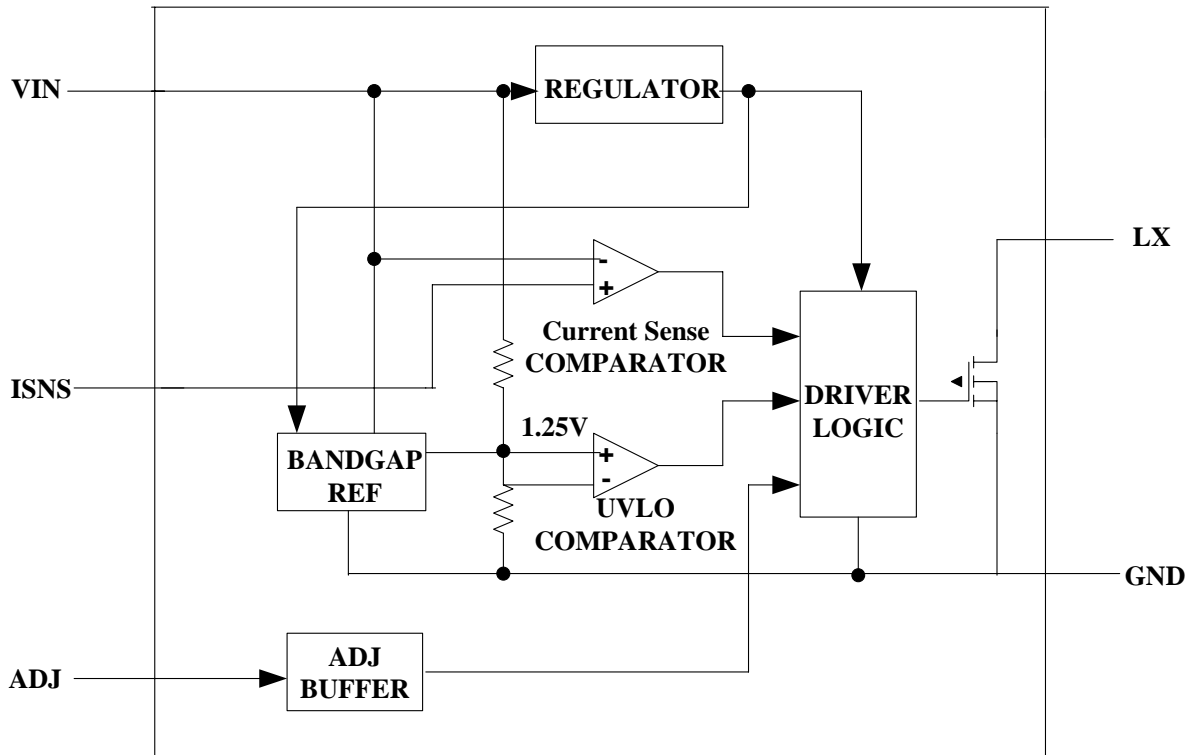 VIN
REGULATOR
LX
-
+
Current Sense
COMPARATOR
ISNS
DRIVER
LOGIC
1.25V
BANDGAP
REF
+
-
UVLO
COMPARATOR
GND
ADJ
ADJ
BUFFER